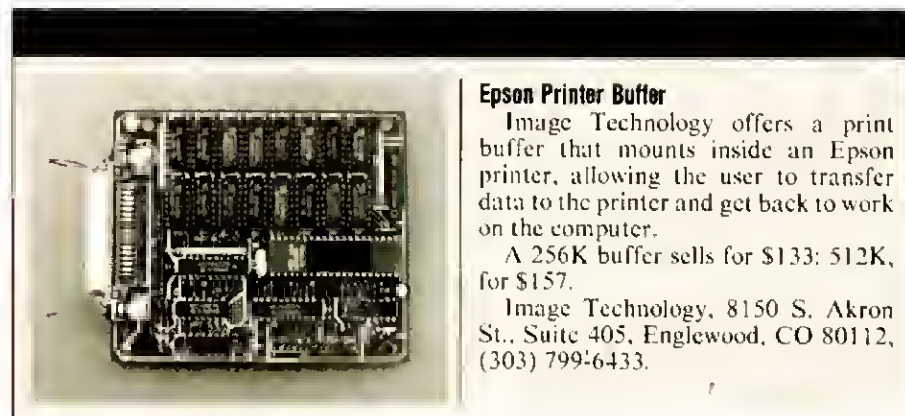 Epson Printer Buffer
Image Technology offers a print
buffer that mounts inside an Epson
printer, allowing the user to transfer
data to the printer and get back to work
on the computer.
A 256K buffer sells for $133: 512K,
for $157.
Image Technology, 8150 S. Akron
St., Suite 405, Englewood, CO 80112,
(303) 799-6433.